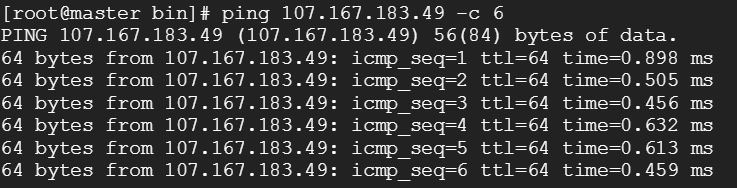 [root@master bin]# ping 107.167.183.49 -c 6
PING 107.167.183.49 (107.167.183.49) 56(84) bytes of data.
64 bytes from 107.167.183.49: icmp_seq=1 ttl=64 time=0.898 ms
64 bytes from 107.167.183.49: icmp_seq=2 ttl=64 time=0.505 ms
64 bytes from 107.167.183.49: icmp_seq=3 ttl=64 time=0.456 ms
64 bytes from 107.167.183.49: icmp_seq=4 ttl=64 time=0.632 ms
64 bytes from 107.167.183.49: icmp_seq=5 ttl=64 time=0.613 ms
64 bytes from 107.167.183.49: icmp_seq=6 ttl=64 time=0.459 ms